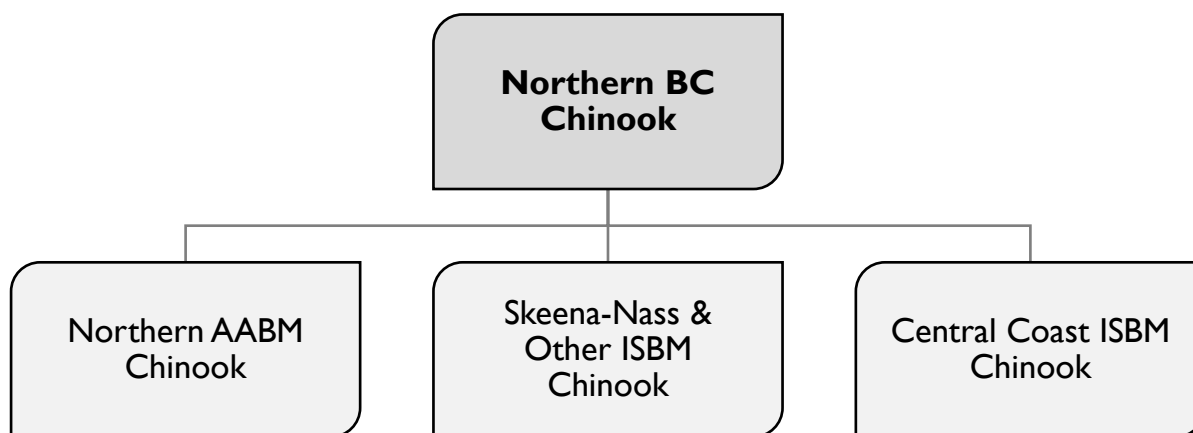 Northern BC
Chinook
Northern AABM
Chinook
Skeena-Nass &
Other ISBM
Chinook
Central Coast ISBM
Chinook